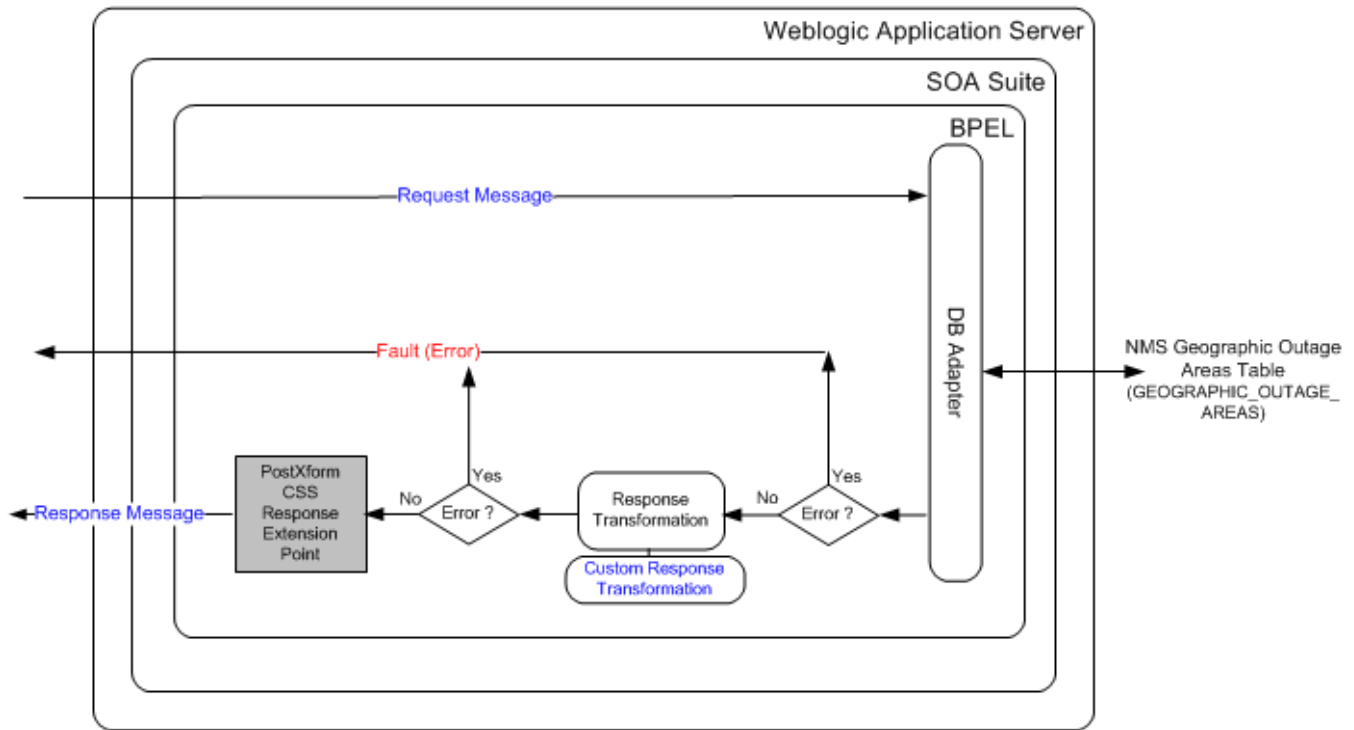 Weblogic Application Server
SOA Suite
BPEL
Request Message
DB Adapter
Fault (Error)
NMS Geographic Outage
Areas Table
(GEOGRAPHIC_OUTAGE_
AREAS)
Response Message
PostXform
CSS
Response
Extension
Point
No
Yes
Error ?
Response
Transformation
Custom Response
Transformation
No
Yes
Error ?